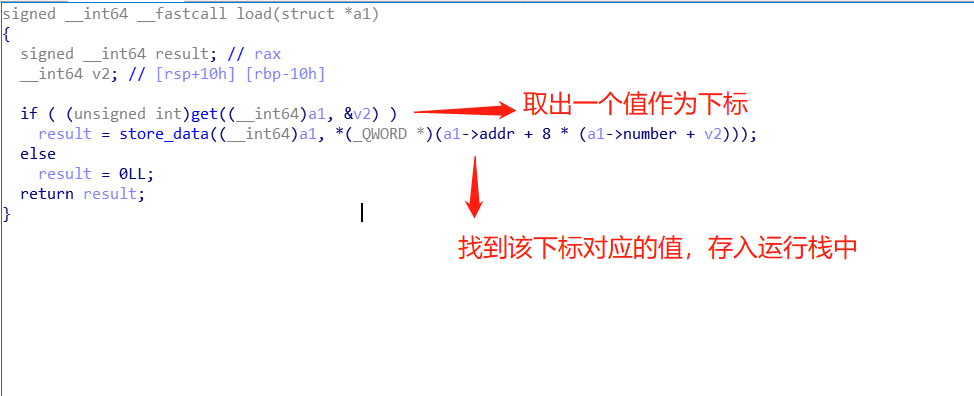 signed __int64 __fastcall load(struct *a1)
{
  signed __int64 result; // rax
  __int64 v2; // [rsp+10h] [rbp-10h]

  if ( (unsigned int)get((__int64)a1, &v2) )
取出一个值作为下标
    result = store_data((__int64)a1, *(_QWORD *)(a1->addr + 8 * (a1->number + v2)));
  else
    result = 0LL;
  return result;
}
找到该下标对应的值，存入运行栈中